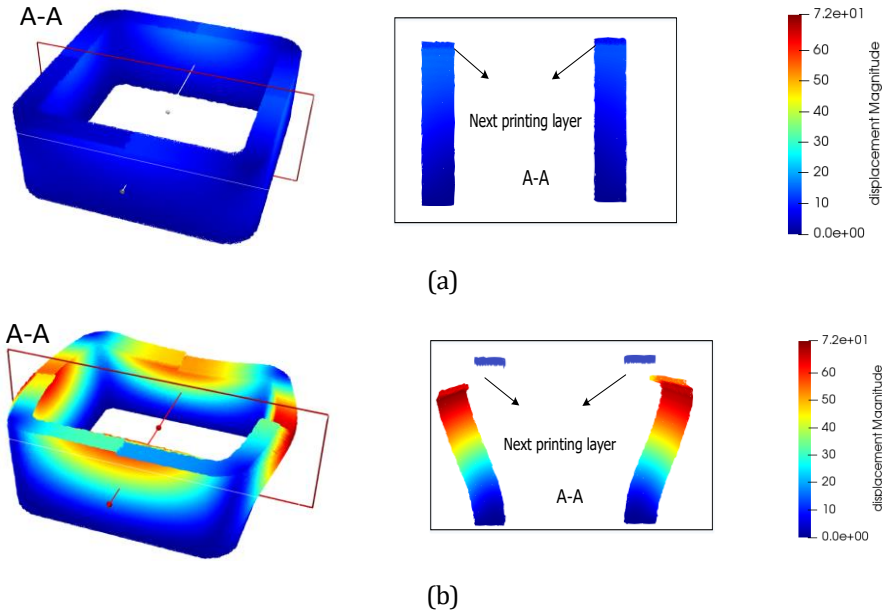 A-A
Next printing layer
A-A
7.2e+01
60
50
40
30
20
10
0.0e+00
displacement Magnitude
(a)
A-A
Next printing layer
A-A
7.2e+01
60
50
40
30
20
10
0.0e+00
displacement Maanitude
(b)